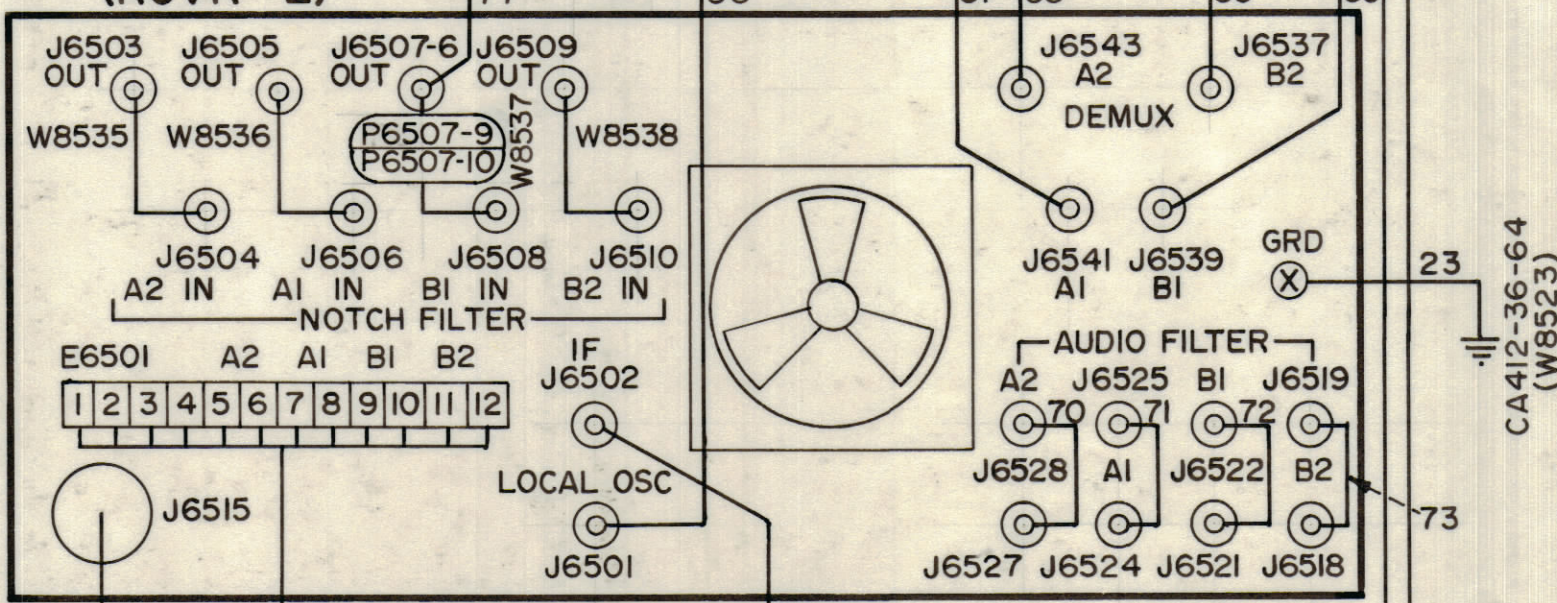 J6503 J6505 J6507-6 J6509 J6543 J6537
OUT OUT OUT OUT A2 B2
DEMUX
W8535 W8536 P6507-9 W8537 W8538
P6507-10
J6504 J6506 J6508 J6510 J6541 J6539 GRD 23
A2 IN A1 IN B1 IN B2 IN A1 B1 X
NOTCH FILTER
CA412-36-64
(W8523)
E6501 A2 A1 B1 B2 IF AUDIO FILTER
J6502 A2 J6525 B1 J6519
1 2 3 4 5 6 7 8 9 10 11 12 70 71 72
LOCAL OSC J6528 A1 J6522 B2
J6515 73
J6501 J6527 J6524 J6521 J6518